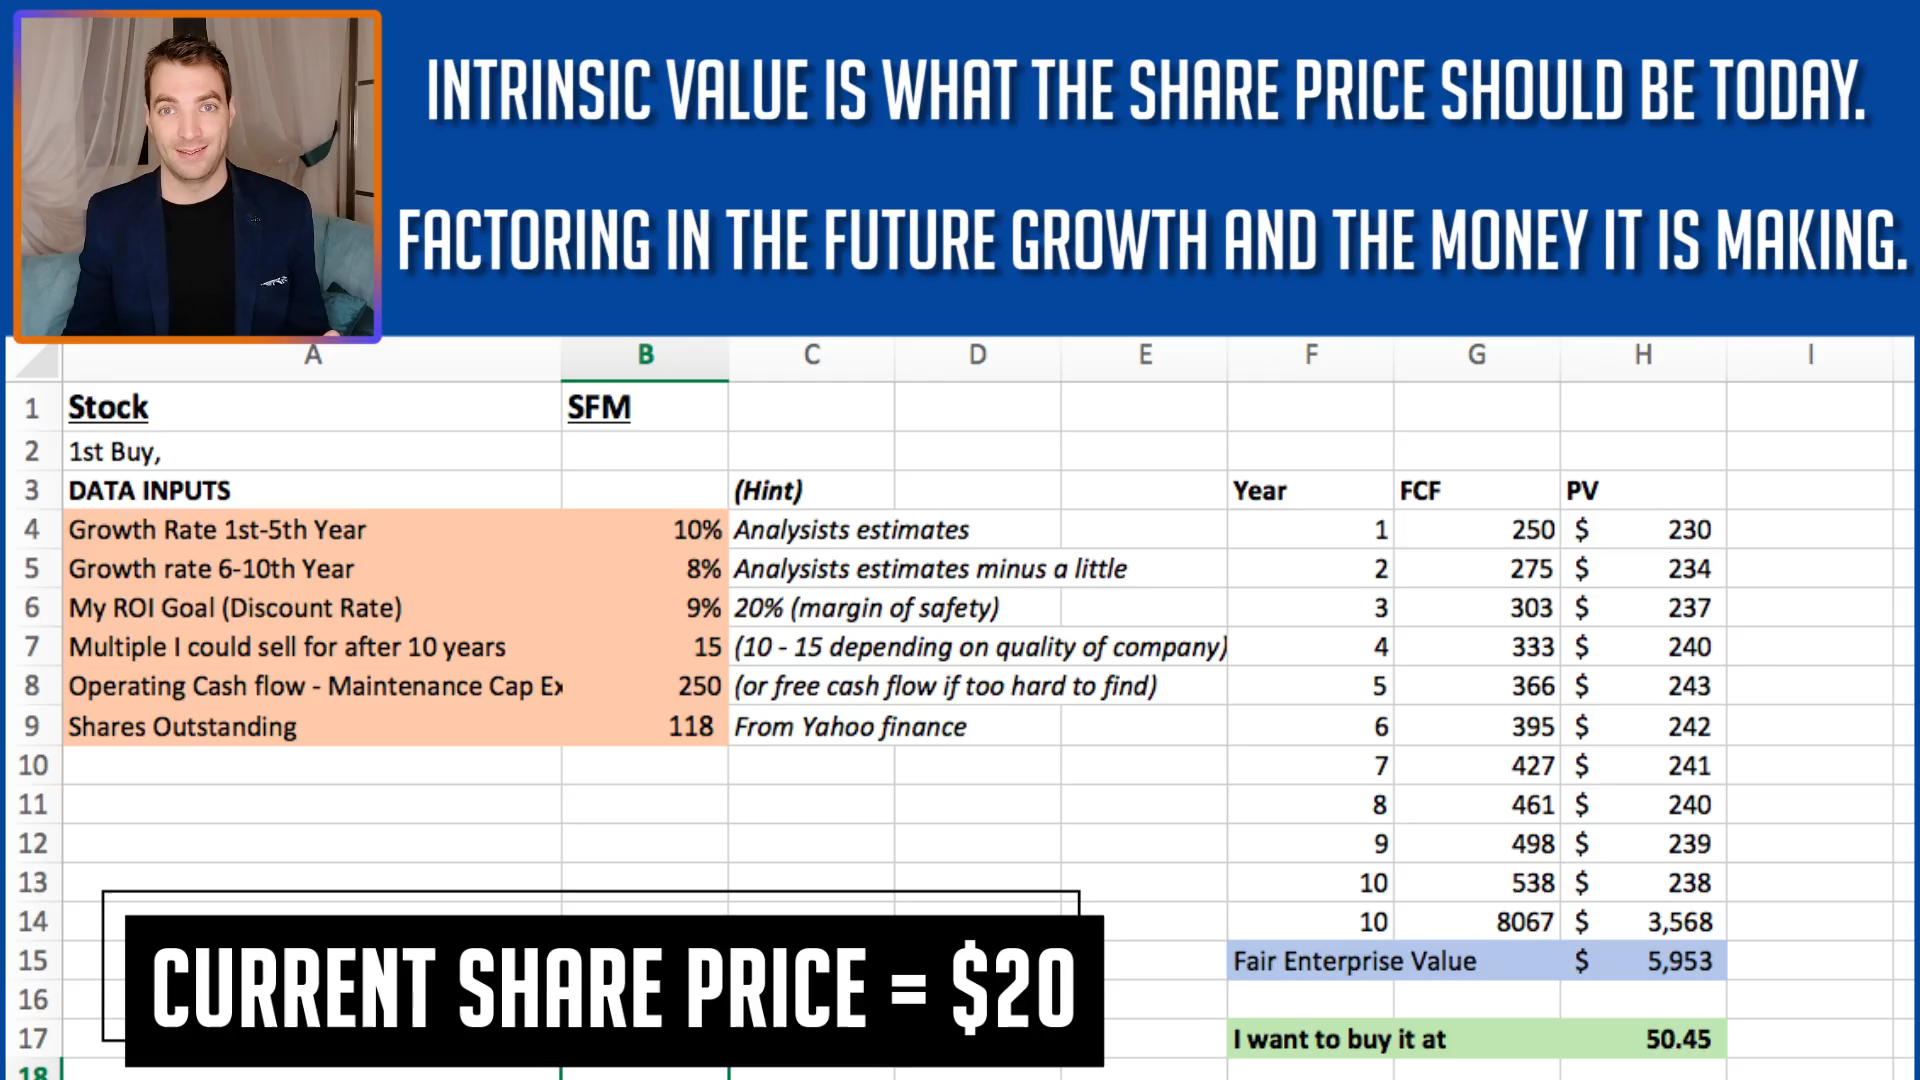 INTRINSIC VALUE IS WHAT THE SHARE PRICE SHOULD BE TODAY.
FACTORING IN THE FUTURE GROWTH AND THE MONEY IT IS MAKING.
A B C D E F G H I
1 Stock SFM
2 1st Buy,
3 DATA INPUTS (Hint) Year FCF PV
4 Growth Rate 1st-5th Year 10% Analysists estimates 1 250 $ 230
5 Growth rate 6-10th Year 8% Analysists estimates minus a little 2 275 $ 234
6 My ROI Goal (Discount Rate) 9% 20% (margin of safety) 3 303 $ 237
7 Multiple I could sell for after 10 years 15 (10 - 15 depending on quality of company) 4 333 $ 240
8 Operating Cash flow - Maintenance Cap Ex 250 (or free cash flow if too hard to find) 5 366 $ 243
9 Shares Outstanding 118 From Yahoo finance 6 395 $ 242
10 7 427 $ 241
11 8 461 $ 240
12 9 498 $ 239
13 10 538 $ 238
14 10 8067 $ 3,568
15 Fair Enterprise Value $ 5,953
16
17 I want to buy it at 50.45
18
CURRENT SHARE PRICE = $20